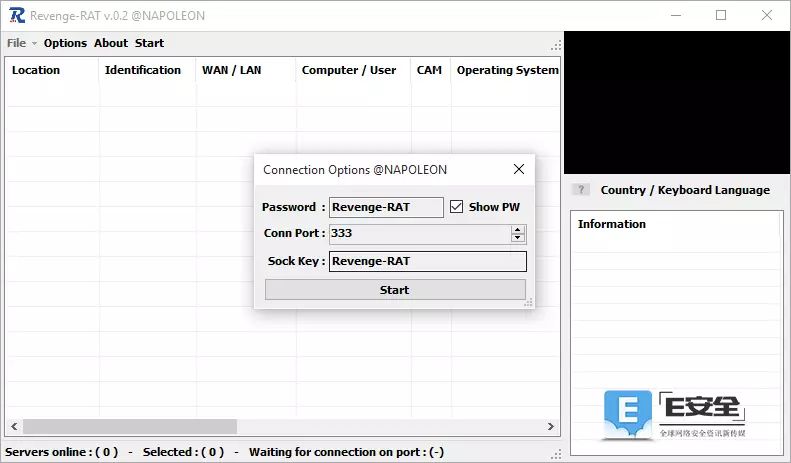 Revenge-RAT v.0.2 @NAPOLEON
File Options About Start
Location Identification WAN / LAN Computer / User CAM Operating System
Connection Options @NAPOLEON
Password : Revenge-RAT Show PW
Conn Port : 333
Sock Key : Revenge-RAT
Start
? Country / Keyboard Language
Information
E E安全
全球网络安全资讯新传媒
Servers online : ( 0 ) - Selected : ( 0 ) - Waiting for connection on port : (-)